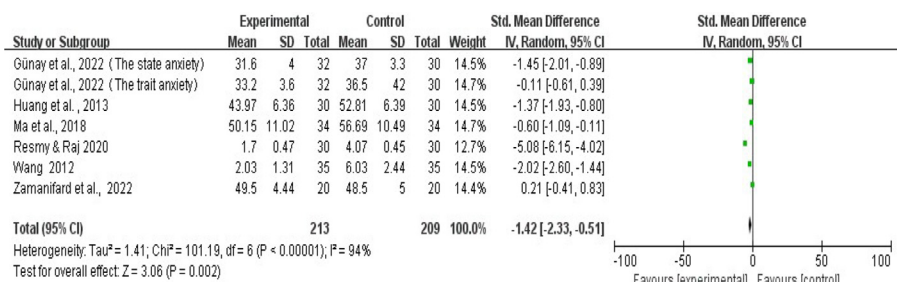 Experimental Control Std. Mean Difference Std. Mean Difference
Study or Subgroup Mean SD Total Mean SD Total Weight IV, Random, 95% CI IV, Random, 95% CI
Günay et al., 2022 (The state anxiety) 31.6 4 32 37 3.3 30 14.5% -1.45 [-2.01, -0.89]
Günay et al., 2022 (The trait anxiety) 33.2 3.6 32 36.5 42 30 14.7% -0.11 [-0.61, 0.39]
Huang et al., 2013 43.97 6.36 30 52.81 6.39 30 14.5% -1.37 [-1.93, -0.80]
Ma et al., 2018 50.15 11.02 34 56.69 10.49 34 14.7% -0.60 [-1.09, -0.11]
Resmy & Raj 2020 1.7 0.47 30 4.07 0.45 30 12.7% -5.08 [-6.15, -4.02]
Wang 2012 2.03 1.31 35 6.03 2.44 35 14.5% -2.02 [-2.60, -1.44]
Zamanifard et al., 2022 49.5 4.44 20 48.5 5 20 14.4% 0.21 [-0.41, 0.83]
Total (95% CI) 213 209 100.0% -1.42 [-2.33, -0.51]
Heterogeneity: Tau² = 1.41; Chi² = 101.19, df = 6 (P < 0.00001); I² = 94%
Test for overall effect: Z = 3.06 (P = 0.002)
-100 -50 0 50 100
Favours [experimental] Favours [control]